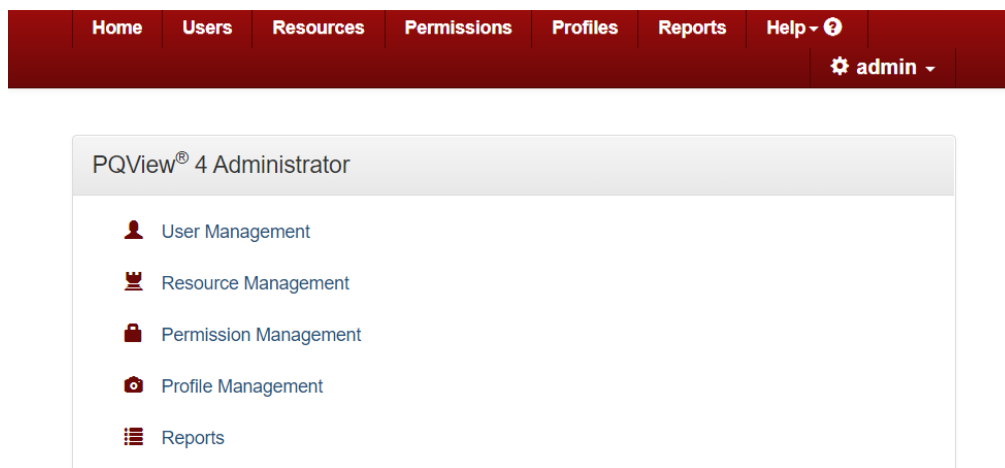 Home Users Resources Permissions Profiles Reports Help
admin
PQView® 4 Administrator
User Management
Resource Management
Permission Management
Profile Management
Reports